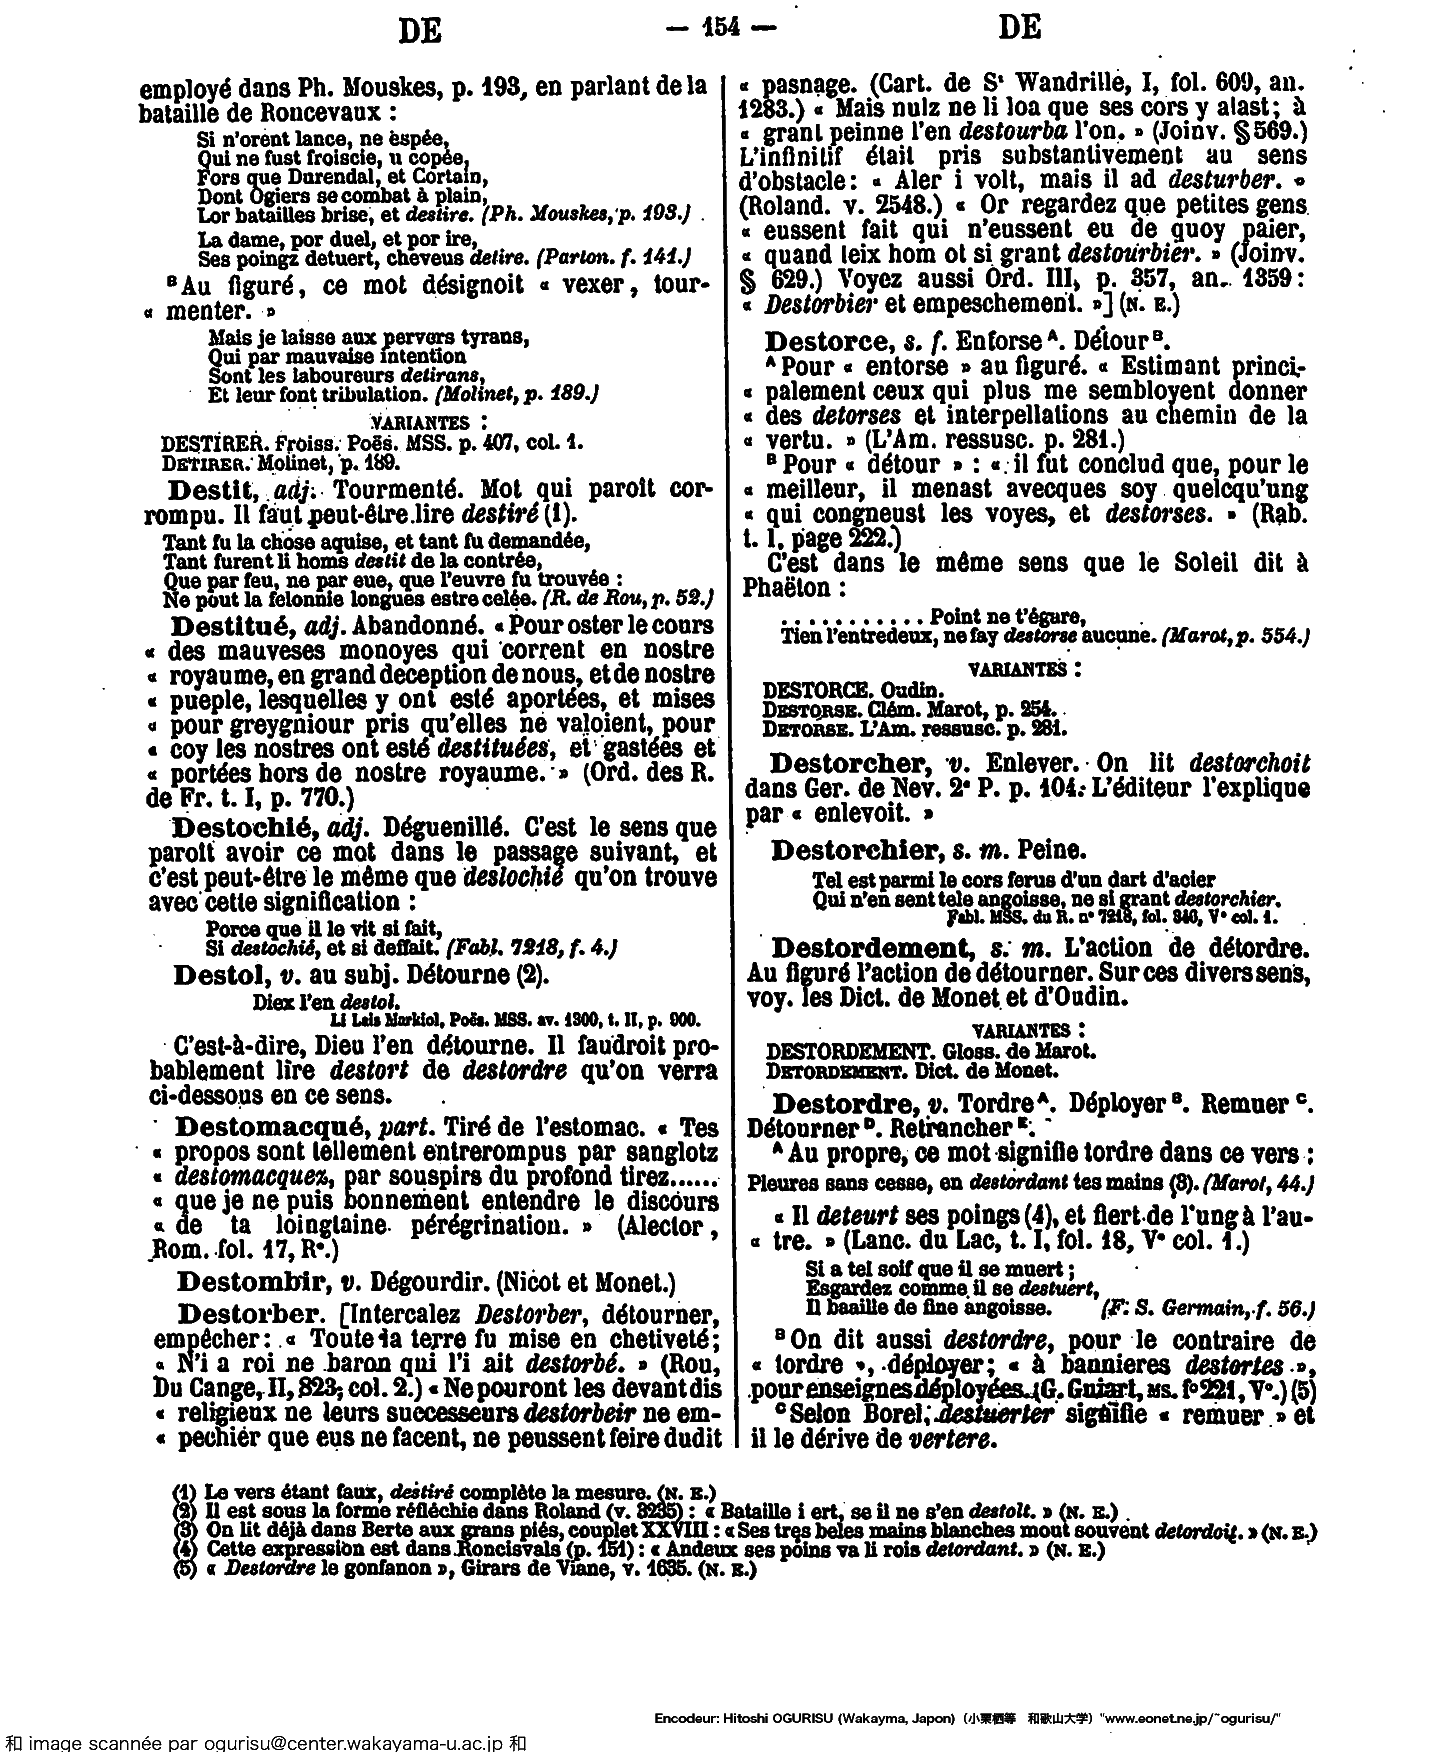 DE — 154 — DE
employé dans Ph. Mouskes, p. 193, en parlant de la
bataille de Roncevaux :
Si n'orent lance, ne espée,
Qui ne fust froiscie, u copée,
Fors que Durendal, et Cortain,
Dont Ogiers se combat à plain,
Lor batailles brise, et destire. (Ph. Mouskes, p. 193.)
La dame, por duel, et por ire,
Ses poingz detuert, cheveus detire. (Parton. f. 141.)
B Au figuré, ce mot désignoit « vexer, tour-
« menter. »
Mais je laisse aux pervers tyrans,
Qui par mauvaise intention
Sont les laboureurs detirans,
Et leur font tribulation. (Molinet, p. 189.)
VARIANTES :
DESTIRER. Froiss. Poës. MSS. p. 407, col. 1.
DETIRER. Molinet, p. 189.
Destit, adj. Tourmenté. Mot qui paroit cor-
rompu. Il faut peut-être lire destiré (1).
Tant fu la chose aquise, et tant fu demandée,
Tant furent li homs destit de la contrée,
Que par feu, ne par eue, que l'euvre fu trouvée :
Ne pout la felonnie longues estre celée. (R. de Rou, p. 52.)
Destitué, adj. Abandonné. « Pour oster le cours
« des mauveses monoyes qui corrent en nostre
« royaume, en grand deception de nous, et de nostre
« pueple, lesquelles y ont esté aportées, et mises
« pour greygniour pris qu'elles ne valoient, pour
« coy les nostres ont esté destituées, et gastées et
« portées hors de nostre royaume. » (Ord. des R.
de Fr. t. I, p. 770.)
Destochié, adj. Déguenillé. C'est le sens que
paroit avoir ce mot dans le passage suivant, et
c'est peut-être le même que deslochié qu'on trouve
avec cette signification :
Porce que il le vit si fait,
Si destochié, et si deffait. (Fabl. 7218, f. 4.)
Destol, v. au subj. Détourne (2).
Diex l'en destol.
Li Lais Markiol, Poës. MSS. av. 1300, t. II, p. 900.
C'est-à-dire, Dieu l'en détourne. Il faudroit pro-
bablement lire destort de destordre qu'on verra
ci-dessous en ce sens.
Destomacqué, part. Tiré de l'estomac. « Tes
« propos sont tellement entrerompus par sanglotz
« destomacquez, par souspirs du profond tirez......
« que je ne puis bonnement entendre le discours
« de ta loingtaine pérégrination. » (Alector,
Rom. fol. 17, R°.)
Destombir, v. Dégourdir. (Nicot et Monet.)
Destorber. [Intercalez Destorber, détourner,
empêcher : « Toute la terre fu mise en chetiveté;
« N'i a roi ne baron qui l'i ait destorbé. » (Rou,
Du Cange, II, 823, col. 2.) « Ne pouront les devant dis
« religieux ne leurs successeurs destorbeir ne em-
« pechiér que eus ne facent, ne peussent feire dudit
« pasnage. (Cart. de St Wandrille, I, fol. 609, an.
1283.) « Mais nulz ne li loa que ses cors y alast; à
« grant peinne l'en destourba l'on. » (Joinv. § 569.)
L'infinitif était pris substantivement au sens
d'obstacle : « Aler i volt, mais il ad desturber. »
(Roland. v. 2548.) « Or regardez que petites gens
« eussent fait qui n'eussent eu de quoy paier,
« quand leix hom ot si grant destourbier. » (Joinv.
§ 629.) Voyez aussi Ord. III, p. 357, an. 1359 :
« Destorbier et empeschement. »] (N. E.)
Destorce, s. f. Entorse A. Détour B.
A Pour « entorse » au figuré. « Estimant princi-
« palement ceux qui plus me sembloyent donner
« des detorses et interpellations au chemin de la
« vertu. » (L'Am. ressusc. p. 281.)
B Pour « détour » : « il fut conclud que, pour le
« meilleur, il menast avecques soy quelcqu'ung
« qui congneust les voyes, et destorses. » (Rab.
t. I, page 222.)
C'est dans le même sens que le Soleil dit à
Phaëton :
. . . . . . . . . . . Point ne t'égure,
Tien l'entredeux, ne fay destorse aucune. (Marot, p. 554.)
VARIANTES :
DESTORCE. Oudin.
DESTORSE. Clém. Marot, p. 254.
DETORSE. L'Am. ressusc. p. 281.
Destorcher, v. Enlever. On lit destorchoit
dans Ger. de Nev. 2e P. p. 104. L'éditeur l'explique
par « enlevoit. »
Destorchier, s. m. Peine.
Tel est parmi le cors ferus d'un dart d'acier
Qui n'en sent tele angoisse, ne si grant destorchier.
Fabl. MSS. du R. n° 7218, fol. 346, V° col. 1.
Destordement, s. m. L'action de détordre.
Au figuré l'action de détourner. Sur ces divers sens,
voy. les Dict. de Monet et d'Oudin.
VARIANTES :
DESTORDEMENT. Gloss. de Marot.
DETORDEMENT. Dict. de Monet.
Destordre, v. Tordre A. Déployer B. Remuer C.
Détourner D. Retrancher E.
A Au propre, ce mot signifie tordre dans ce vers :
Pleures sans cesse, en destordant tes mains (3). (Marot, 44.)
« Il deteurt ses poings (4), et fiert de l'ung à l'au-
« tre. » (Lanc. du Lac, t. I, fol. 18, V° col. 1.)
Si a tel soif que il se muert;
Esgardez comme il se destuert,
Il baaille de fine angoisse. (F. S. Germain, f. 56.)
B On dit aussi destordre, pour le contraire de
« tordre », déployer; « à bannieres destortes »,
pour enseignes déployées. (G. Guiart, MS. f° 221, V°.) (5)
C Selon Borel, destuerter signifie « remuer » et
il le dérive de vertere.
(1) Le vers étant faux, destiré complète la mesure. (N. E.)
(2) Il est sous la forme réfléchie dans Roland (v. 3235) : « Bataille i ert, se il ne s'en destolt. » (N. E.)
(3) On lit déjà dans Berte aux grans piés, couplet XXVIII : « Ses tres beles mains blanches mout souvent detordoit. » (N. E.)
(4) Cette expression est dans Roncisvals (p. 151) : « Andeux ses poins va li rois detordant. » (N. E.)
(5) « Destordre le gonfanon », Girars de Viane, v. 1635. (N. E.)
Encodeur: Hitoshi OGURISU (Wakayma, Japon) (小栗栖等 和歌山大学) "www.eonet.ne.jp/~ogurisu/"
和 image scannée par ogurisu@center.wakayama-u.ac.jp 和